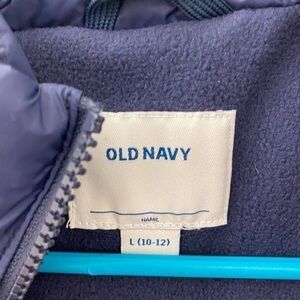 OLD NAVY
NAME
L (10-12)